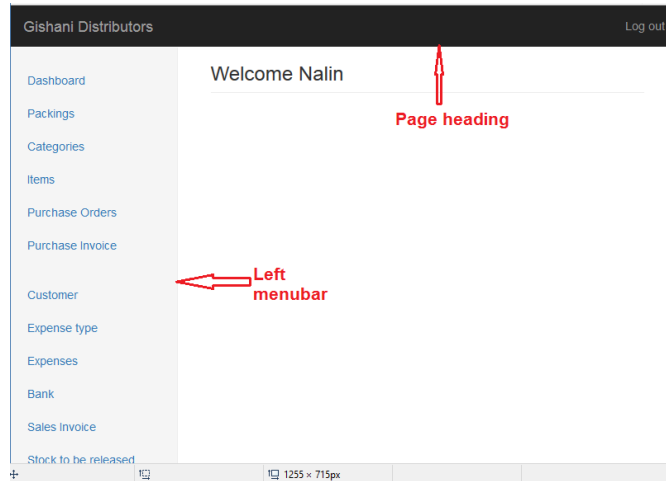 Gishani Distributors
Log out
Dashboard
Packings
Categories
Items
Purchase Orders
Purchase Invoice
Customer
Expense type
Expenses
Bank
Sales Invoice
Stock to be released
Welcome Nalin
Page heading
Left
menubar
1255 × 715px